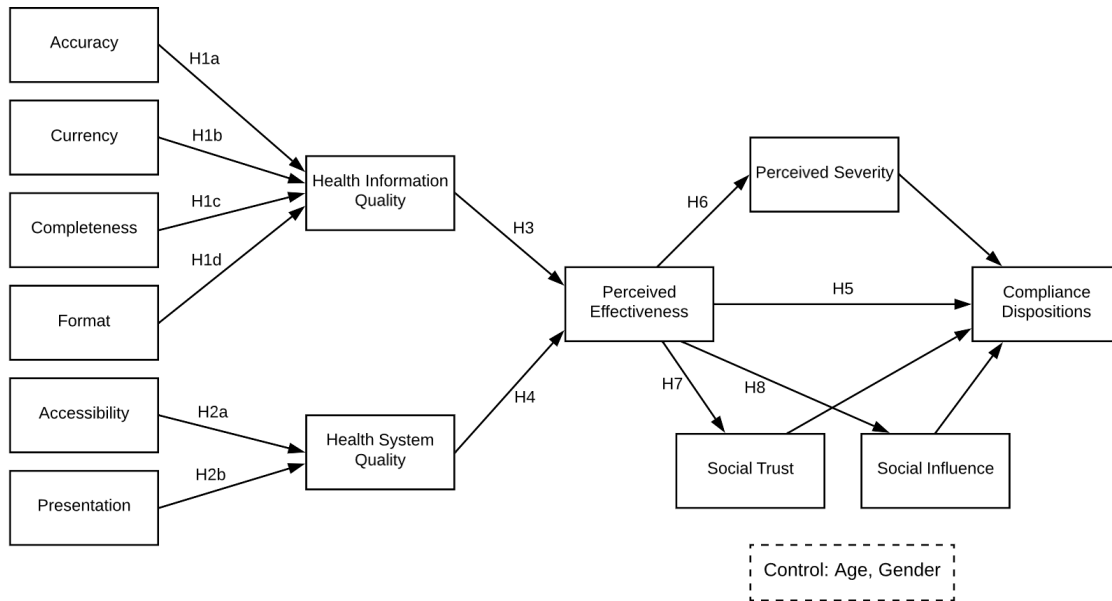 Accuracy
H1a
Currency
H1b
Health Information
Quality
Completeness
H1c
H1d
Format
H3
Perceived Severity
H6
Perceived
Effectiveness
H5
Compliance
Dispositions
Accessibility
H2a
Health System
Quality
H4
H7
H8
Presentation
H2b
Social Trust
Social Influence
Control: Age, Gender